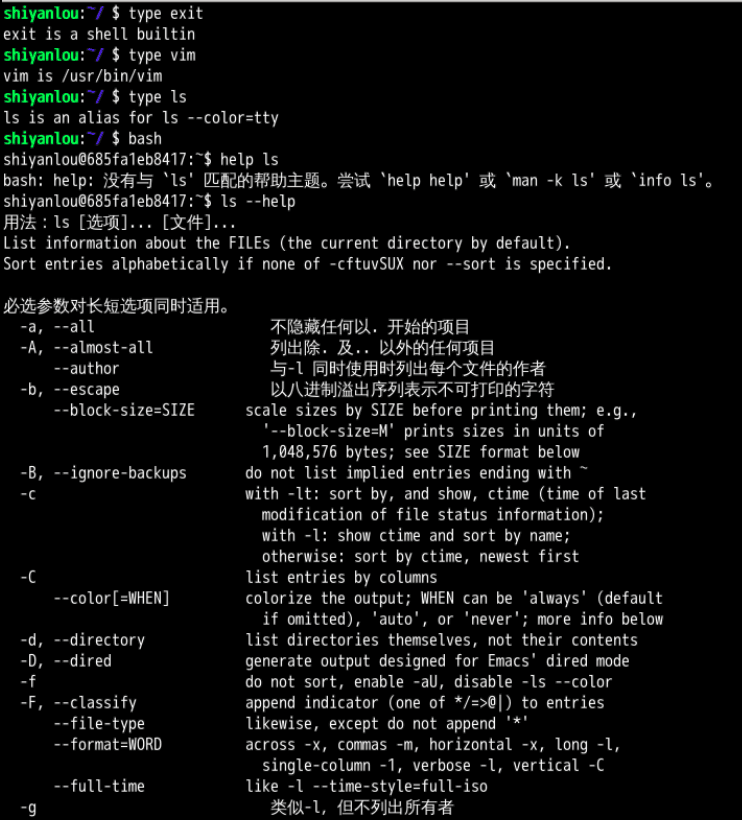 shiyanlou:~/ $ type exit
exit is a shell builtin
shiyanlou:~/ $ type vim
vim is /usr/bin/vim
shiyanlou:~/ $ type ls
ls is an alias for ls --color=tty
shiyanlou:~/ $ bash
shiyanlou@685fa1eb8417:~$ help ls
bash: help: 没有与 `ls' 匹配的帮助主题。尝试 `help help' 或 `man -k ls' 或 `info ls'。
shiyanlou@685fa1eb8417:~$ ls --help
用法：ls [选项]... [文件]...
List information about the FILEs (the current directory by default).
Sort entries alphabetically if none of -cftuvSUX nor --sort is specified.

必选参数对长短选项同时适用。
  -a, --all                  不隐藏任何以. 开始的项目
  -A, --almost-all           列出除. 及.. 以外的任何项目
      --author               与-l 同时使用时列出每个文件的作者
  -b, --escape               以八进制溢出序列表示不可打印的字符
      --block-size=SIZE      scale sizes by SIZE before printing them; e.g.,
                               '--block-size=M' prints sizes in units of
                               1,048,576 bytes; see SIZE format below
  -B, --ignore-backups       do not list implied entries ending with ~
  -c                         with -lt: sort by, and show, ctime (time of last
                               modification of file status information);
                               with -l: show ctime and sort by name;
                               otherwise: sort by ctime, newest first
  -C                         list entries by columns
      --color[=WHEN]         colorize the output; WHEN can be 'always' (default
                               if omitted), 'auto', or 'never'; more info below
  -d, --directory            list directories themselves, not their contents
  -D, --dired                generate output designed for Emacs' dired mode
  -f                         do not sort, enable -aU, disable -ls --color
  -F, --classify             append indicator (one of */=>@|) to entries
      --file-type            likewise, except do not append '*'
      --format=WORD          across -x, commas -m, horizontal -x, long -l,
                               single-column -1, verbose -l, vertical -C
      --full-time            like -l --time-style=full-iso
  -g                         类似-l, 但不列出所有者